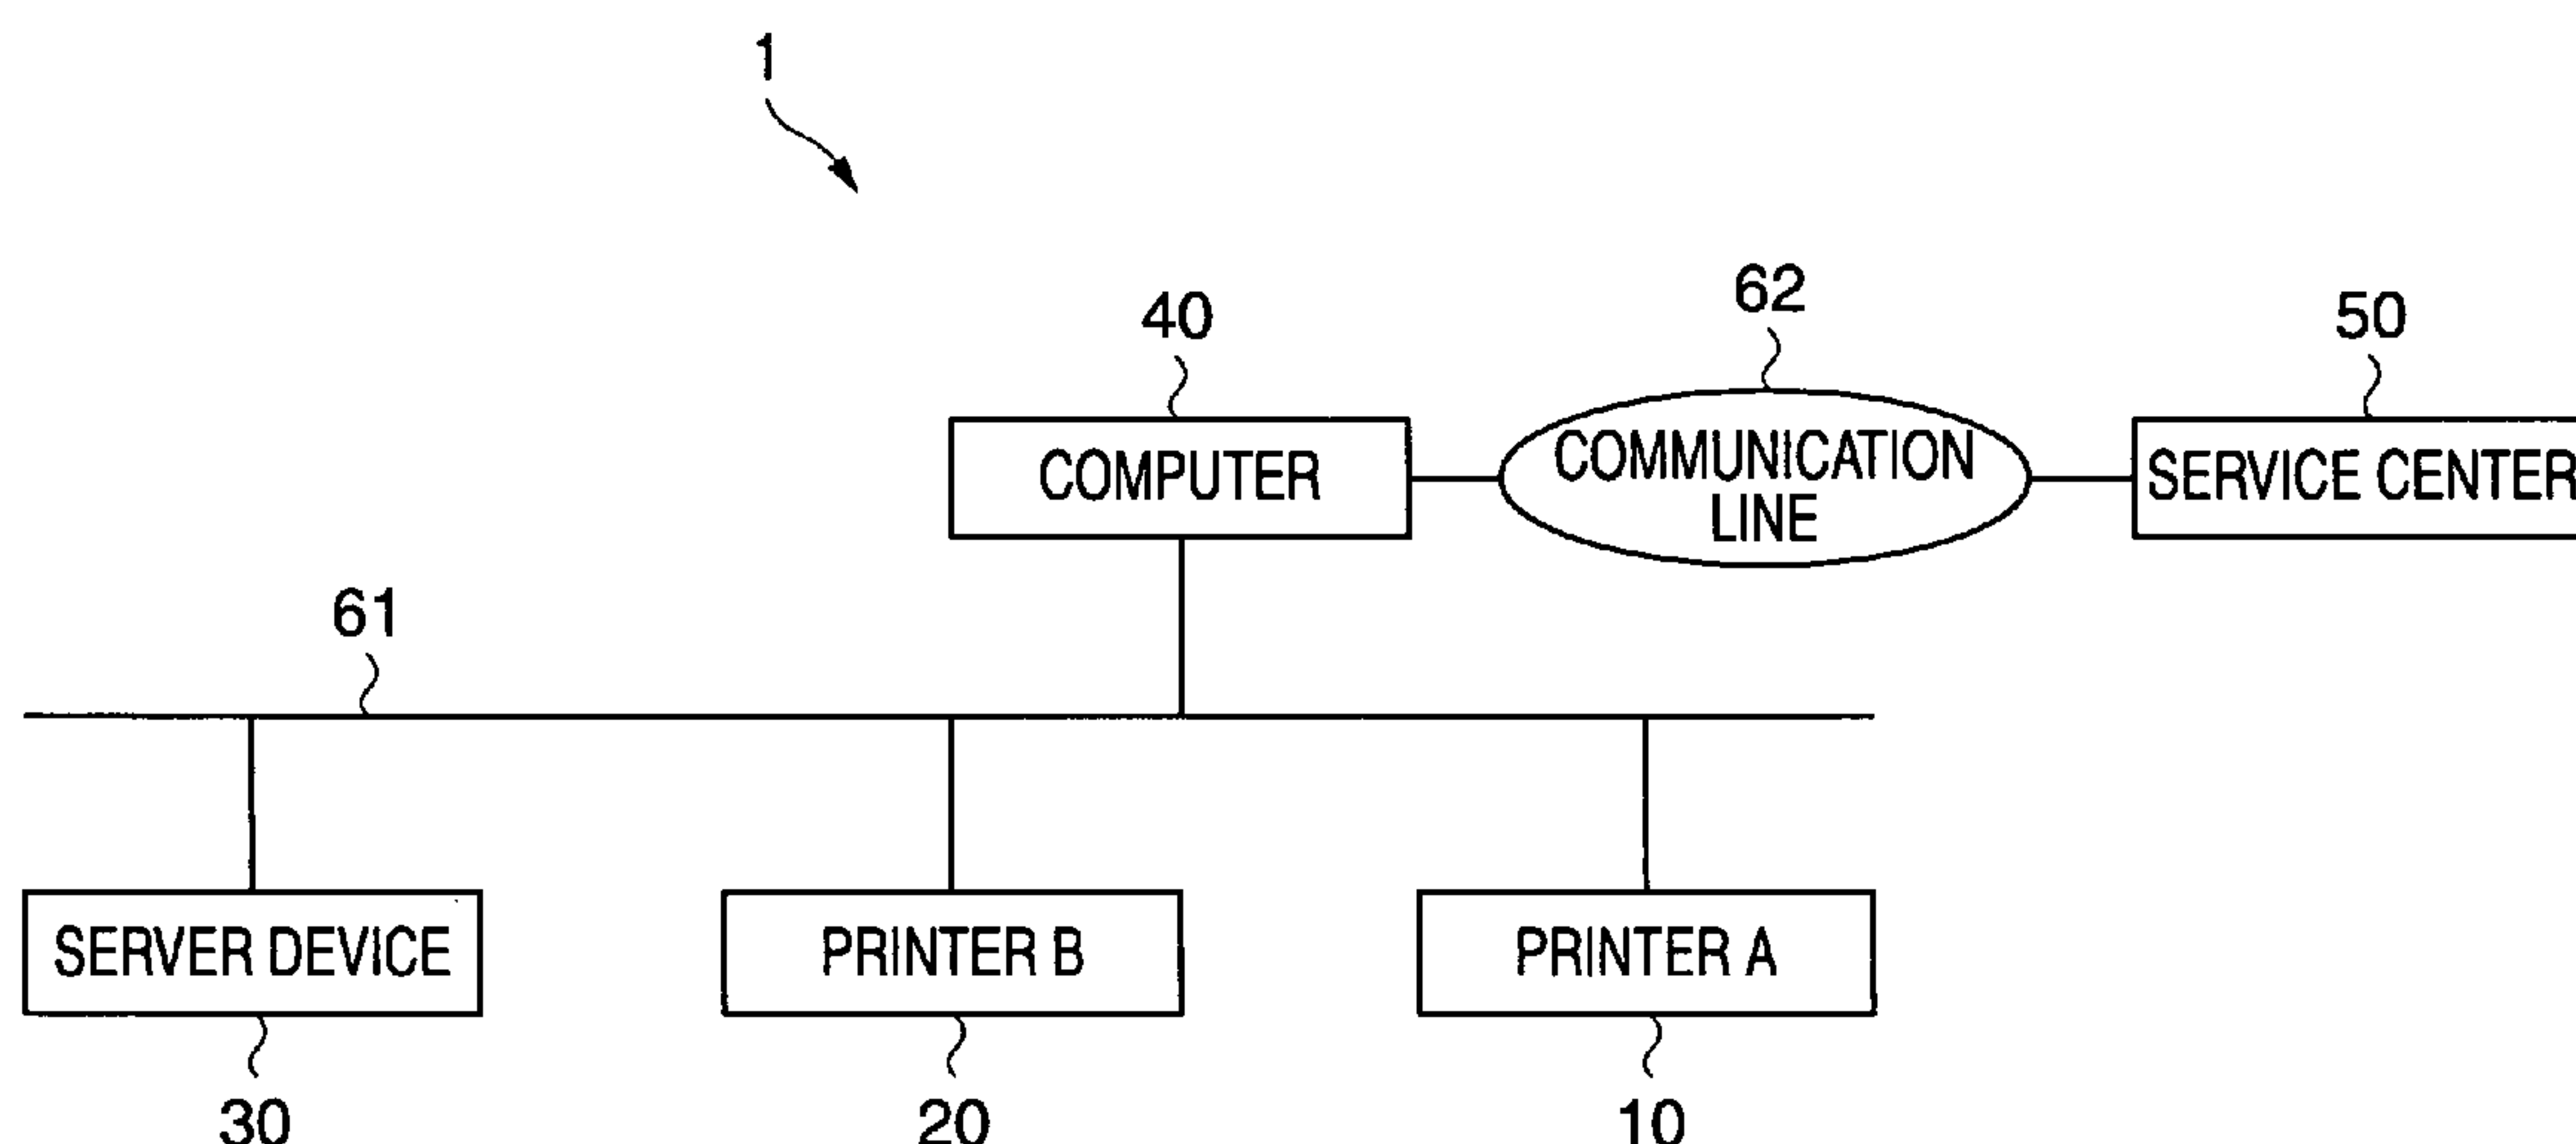 1
62
40
50
COMPUTER
COMMUNICATION
LINE
SERVICE CENTER
61
SERVER DEVICE
PRINTER B
PRINTER A
30
20
10